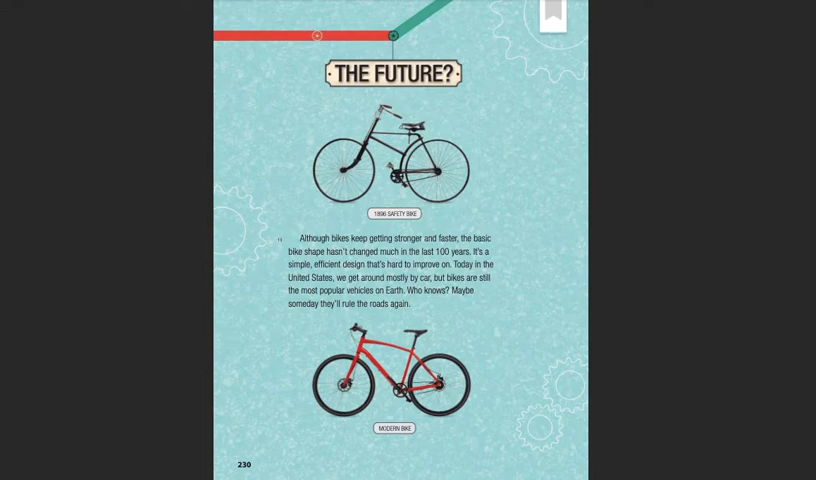 THE FUTURE?
1896 SAFETY BIKE
Although bikes keep getting stronger and faster, the basic
bike shape hasn't changed much in the last 100 years. It's a
simple, efficient design that's hard to improve on. Today in the
United States, we get around mostly by car, but bikes are still
the most popular vehicles on Earth. Who knows? Maybe
someday they'll rule the roads again.
MODERN BIKE
230